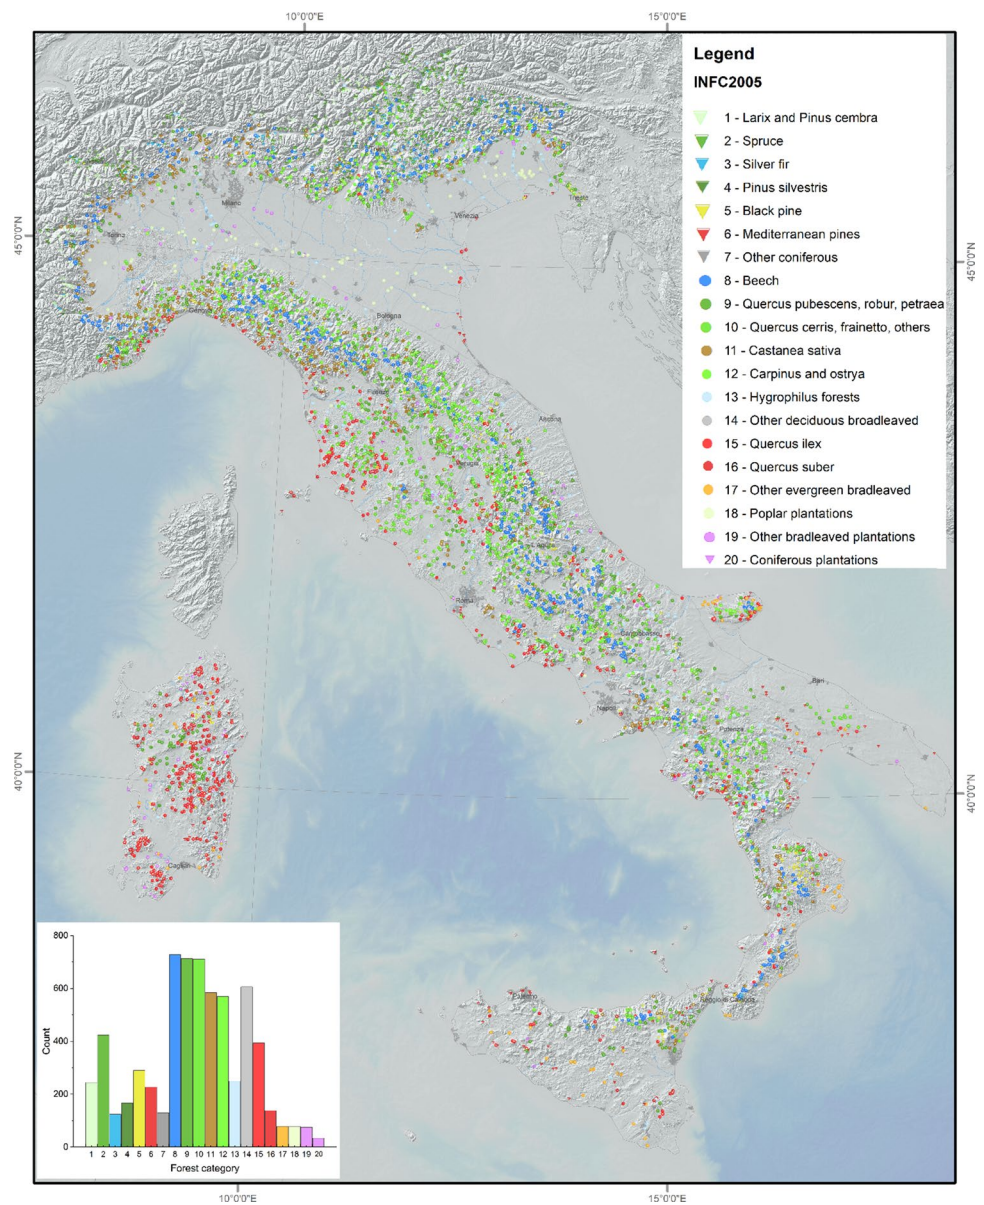 10°0'0"E
15°0'0"E
Legend
INFC2005
1 - Larix and Pinus cembra
2 - Spruce
3 - Silver fir
4 - Pinus silvestris
5 - Black pine
6 - Mediterranean pines
7 - Other coniferous
8 - Beech
9 - Quercus pubescens, robur, petraea
10 - Quercus cerris, frainetto, others
11 - Castanea sativa
12 - Carpinus and ostrya
13 - Hygrophilus forests
14 - Other deciduous broadleaved
15 - Quercus ilex
16 - Quercus suber
17 - Other evergreen bradleaved
18 - Poplar plantations
19 - Other bradleaved plantations
20 - Coniferous plantations
Milano
Trieste
Venezia
Torino
45°0'0"N
45°0'0"N
Genova
Bologna
Firenze
Ancona
Perugia
L'Aquila
Roma
Campobasso
Bari
Napoli
Potenza
40°0'0"N
40°0'0"N
Cagliari
Palermo
Reggio di Calabria
800
600
400
200
0
Count
1 2 3 4 5 6 7 8 9 10 11 12 13 14 15 16 17 18 19 20
Forest category
10°0'0"E
15°0'0"E